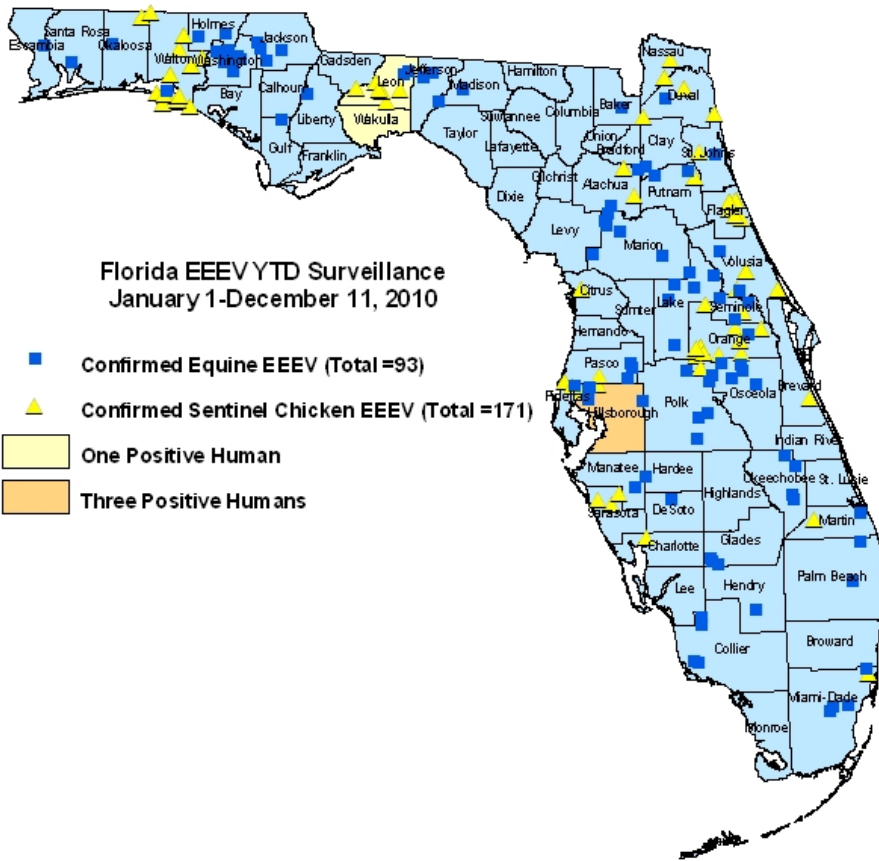 Holmes
Jackson
Santa Rosa
Escambia
Okaloosa
Walton
Washington
Gadsden
Nassau
Leon
Jefferson
Hamilton
Madison
Bay
Calhoun
Duval
Baker
Columbia
Liberty
Wakulla
Suwannee
Taylor
Union
Clay
Bradford
St. Johns
Gulf
Franklin
Lafayette
Gilchrist
Alachua
Putnam
Dixie
Flagler
Levy
Marion
Volusia
Florida EEEV YTD Surveillance
January 1-December 11, 2010
Citrus
Lake
Sumter
Seminole
Hernando
Orange
Confirmed Equine EEEV (Total =93)
Pasco
Pinellas
Osceola
Brevard
Polk
Confirmed Sentinel Chicken EEEV (Total =171)
Hillsborough
One Positive Human
Indian River
Manatee
Hardee
Okeechobee
St. Lucie
Highlands
Three Positive Humans
Sarasota
DeSoto
Martin
Charlotte
Glades
Lee
Hendry
Palm Beach
Collier
Broward
Miami-Dade
Monroe